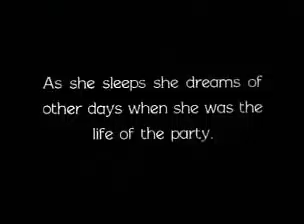 As she sleeps she dreams of
other days when she was the
life of the party.